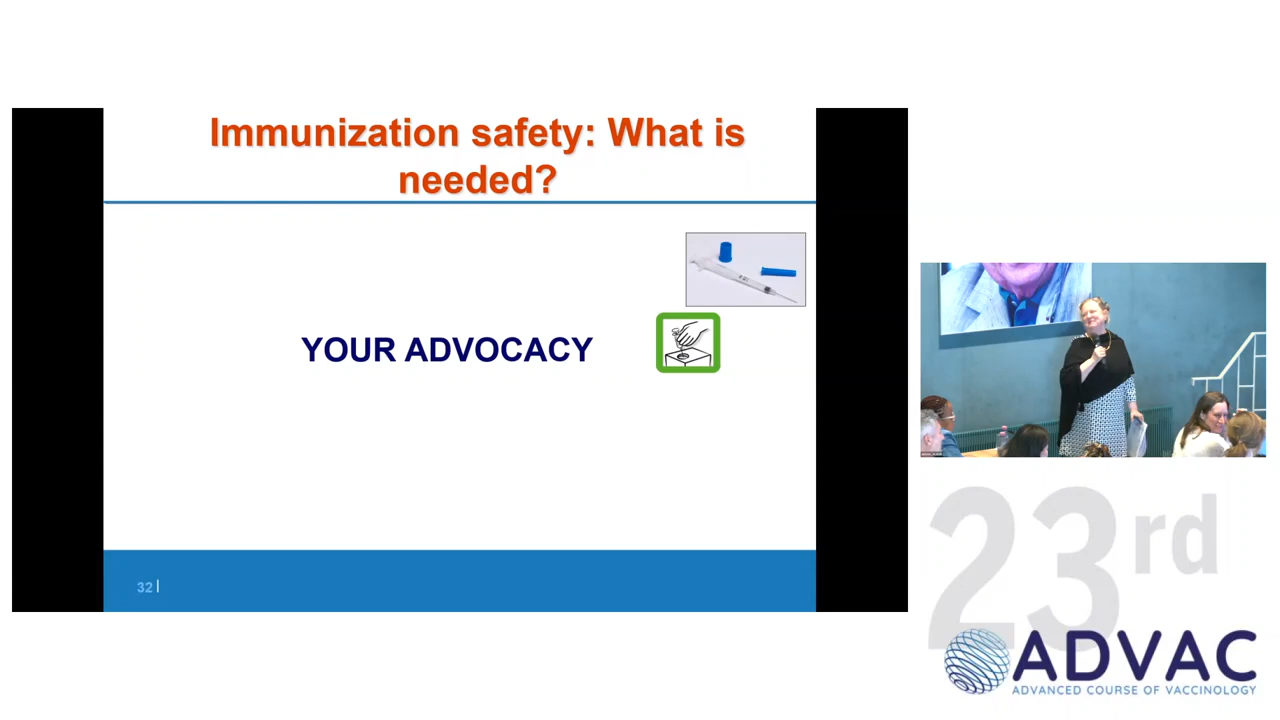 Immunization safety: What is
needed?
YOUR ADVOCACY
32 |
23rd
ADVAC
ADVANCED COURSE OF VACCINOLOGY